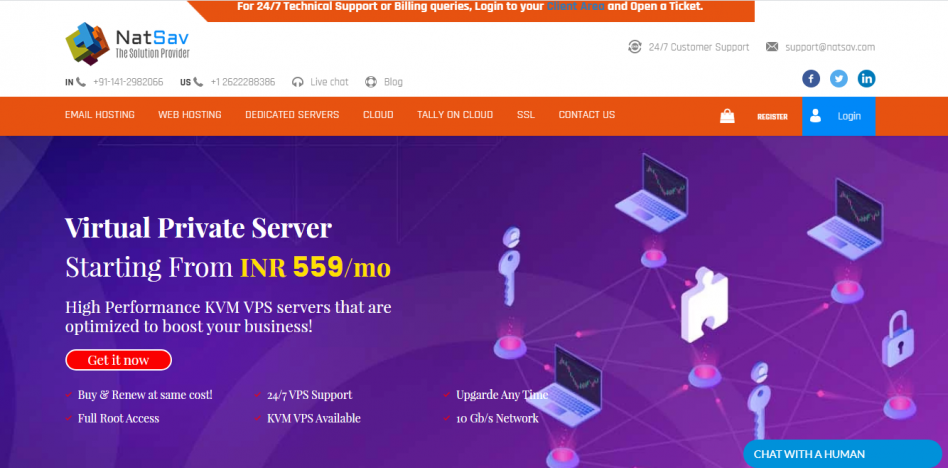 For 24/7 Technical Support or Billing queries, Login to your Client Area and Open a Ticket.
NatSav
The Solution Provider
24/7 Customer Support
support@natsav.com
IN +91-141-2982066
US +1 2622288386
Live chat
Blog
EMAIL HOSTING
WEB HOSTING
DEDICATED SERVERS
CLOUD
TALLY ON CLOUD
SSL
CONTACT US
REGISTER
Login
Virtual Private Server
Starting From INR 559/mo
High Performance KVM VPS servers that are
optimized to boost your business!
Get it now
Buy & Renew at same cost!
24/7 VPS Support
Upgarde Any Time
Full Root Access
KVM VPS Available
10 Gb/s Network
CHAT WITH A HUMAN